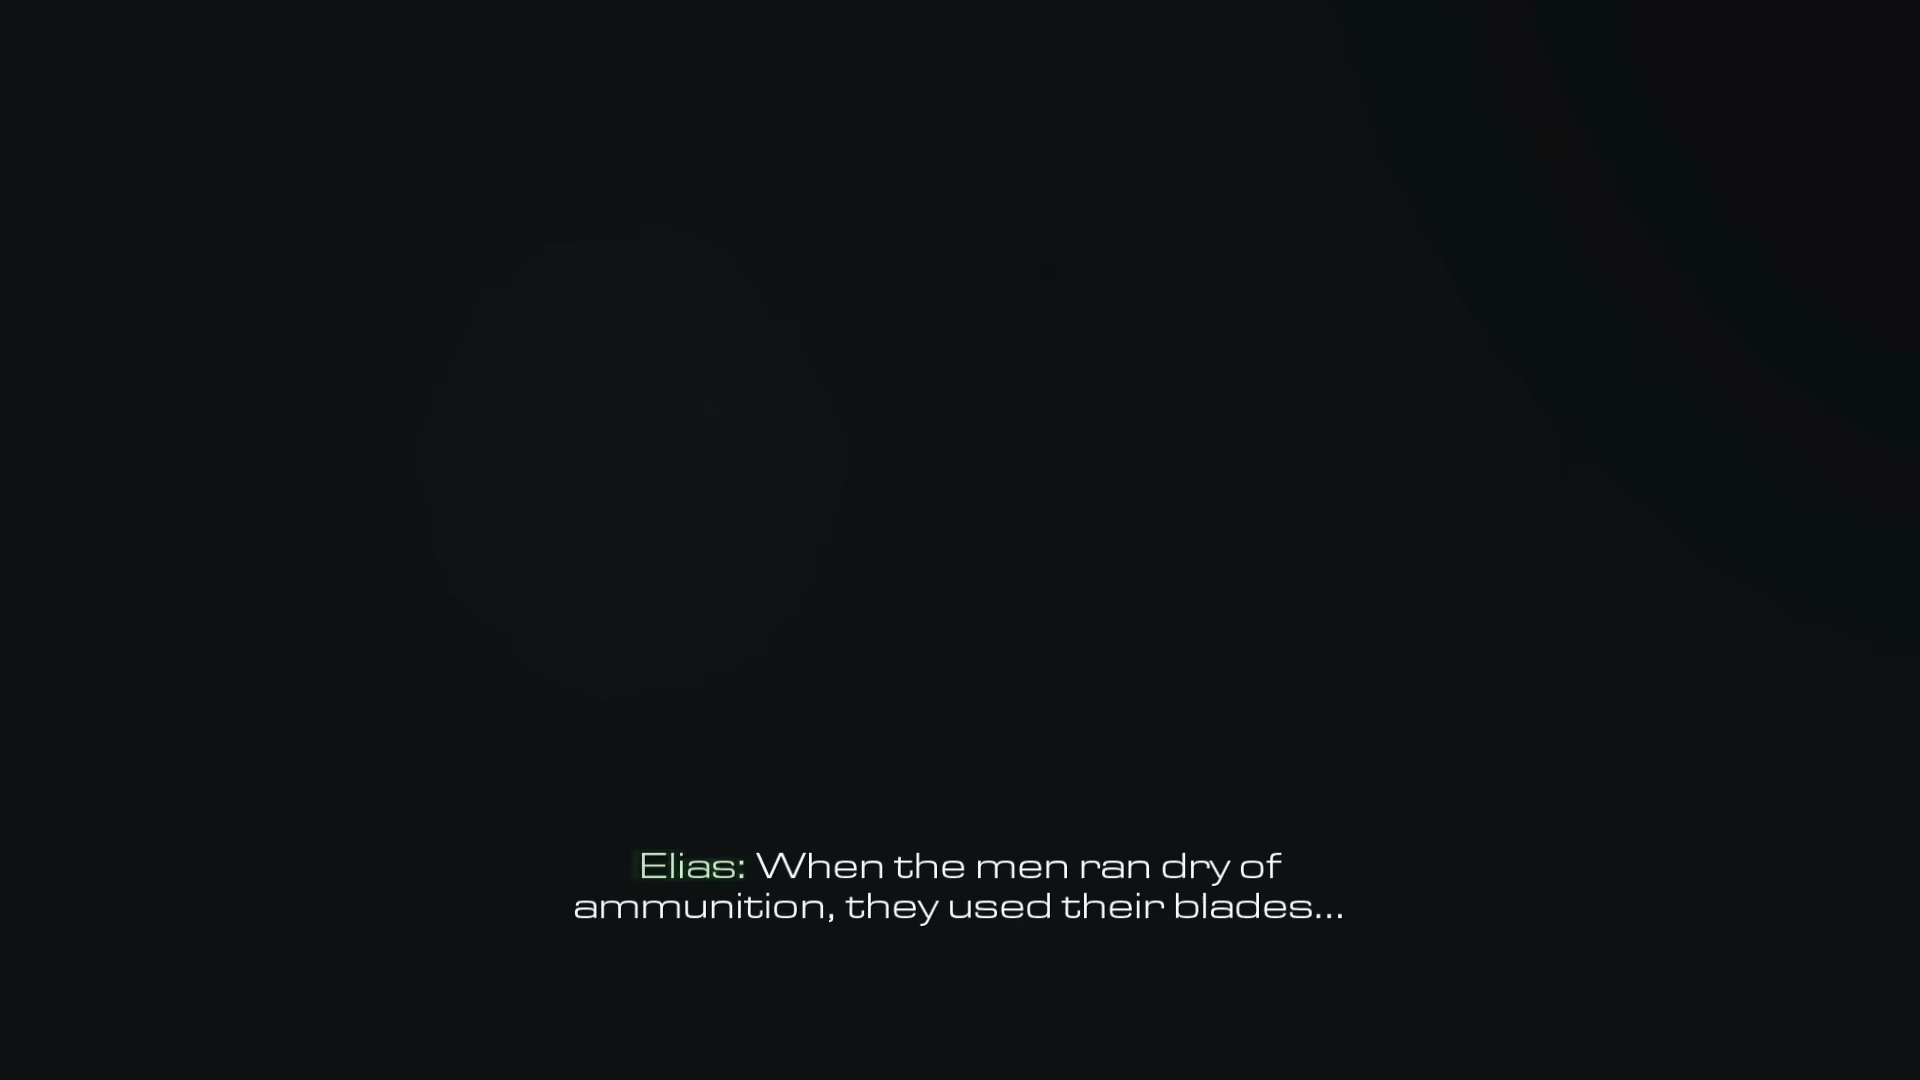 Elias: When the men ran dry of
ammunition, they used their blades...